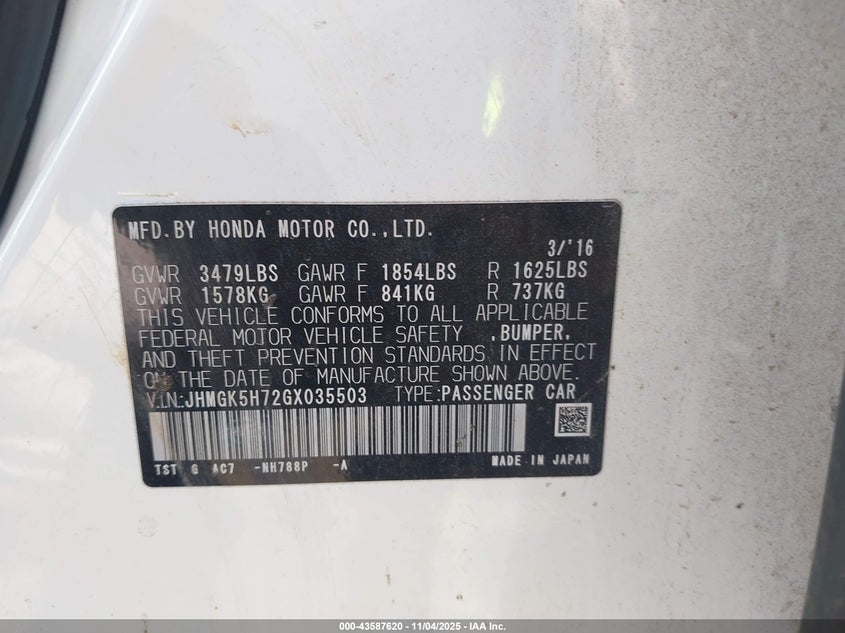 MFD.BY HONDA MOTOR CO.,LTD.
3/'16
GVWR 3479LBS GAWR F 1854LBS R 1625LBS
GVWR 1578KG GAWR F 841KG R 737KG
THIS VEHICLE CONFORMS TO ALL APPLICABLE
FEDERAL MOTOR VEHICLE SAFETY ,BUMPER,
AND THEFT PREVENTION STANDARDS IN EFFECT
ON THE DATE OF MANUFACTURE SHOWN ABOVE.
V.IN:JHMGK5H72GX035503 TYPE:PASSENGER CAR
TST G AC7 -NH788P -A MADE IN JAPAN
000-43587620 - 11/04/2025 - IAA Inc.